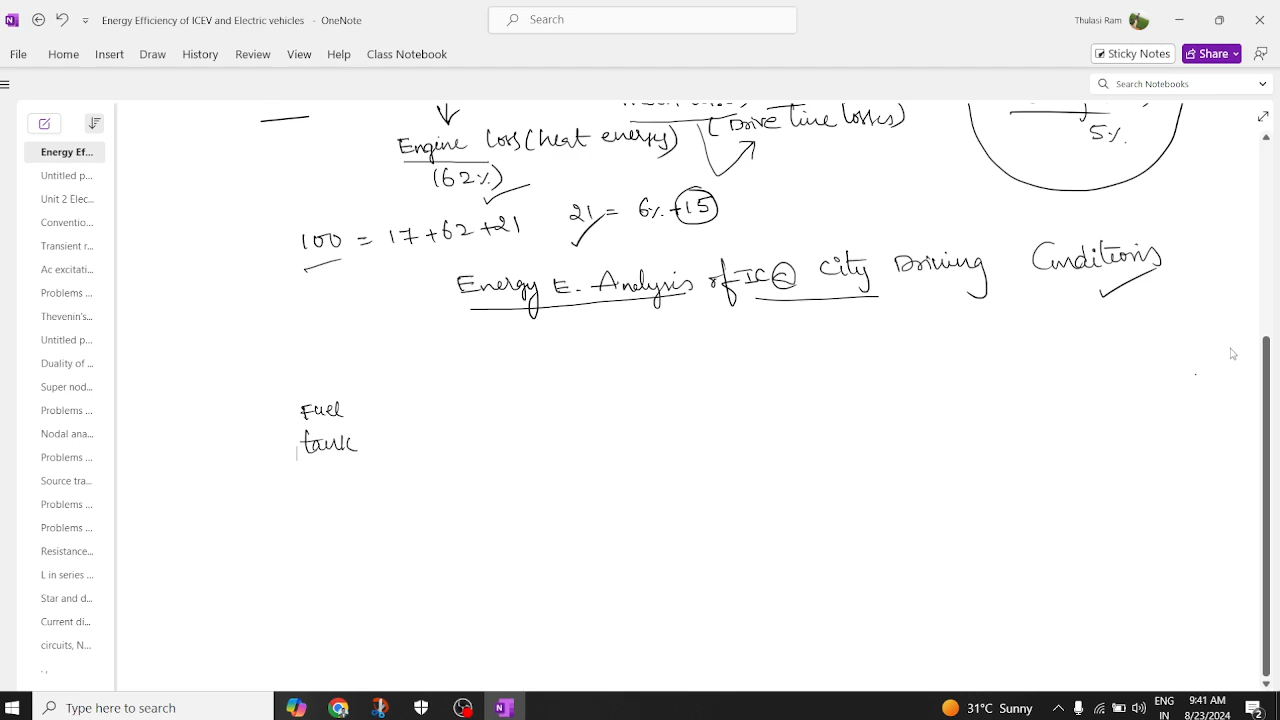 Energy Efficiency of ICEV and Electric vehicles - OneNote
Search
Thulasi Ram
File Home Insert Draw History Review View Help Class Notebook
Sticky Notes
Share
Search Notebooks
Energy Ef...
Untitled p...
Unit 2 Elec...
Conventio...
Transient r...
Ac excitati...
Problems ...
Thevenin's...
Untitled p...
Duality of ...
Super nod...
Problems ...
Nodal ana...
Problems ...
Source tra...
Problems ...
Problems ...
Resistance...
L in series ...
Star and d...
Current di...
circuits, N...
Engine Loss (heat energy)
(Drive line losses)
5%.
(62%)
21 = 6% + 15
100 = 17 + 62 + 21
Energy E. Analysis of IC @ City Driving Conditions
Fuel
tank
Type here to search
31°C Sunny
ENG
IN
9:41 AM
8/23/2024
2